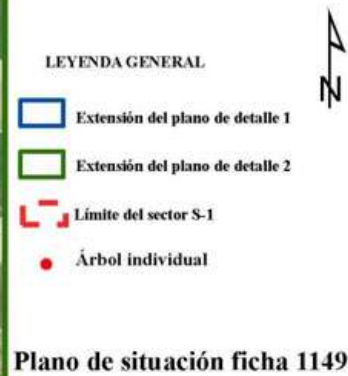 N
LEYENDA GENERAL
Extensión del plano de detalle 1
Extensión del plano de detalle 2
Límite del sector S-1
Árbol individual
Plano de situación ficha 1149